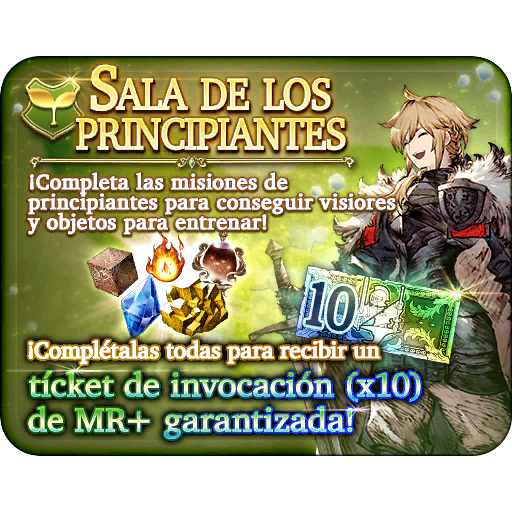 SALA DE LOS
PRINCIPIANTES
¡Completa las misiones de
principiantes para conseguir visiores
y objetos para entrenar!
10
¡Complétalas todas para recibir un
tícket de invocación (x10)
de MR+ garantizada!